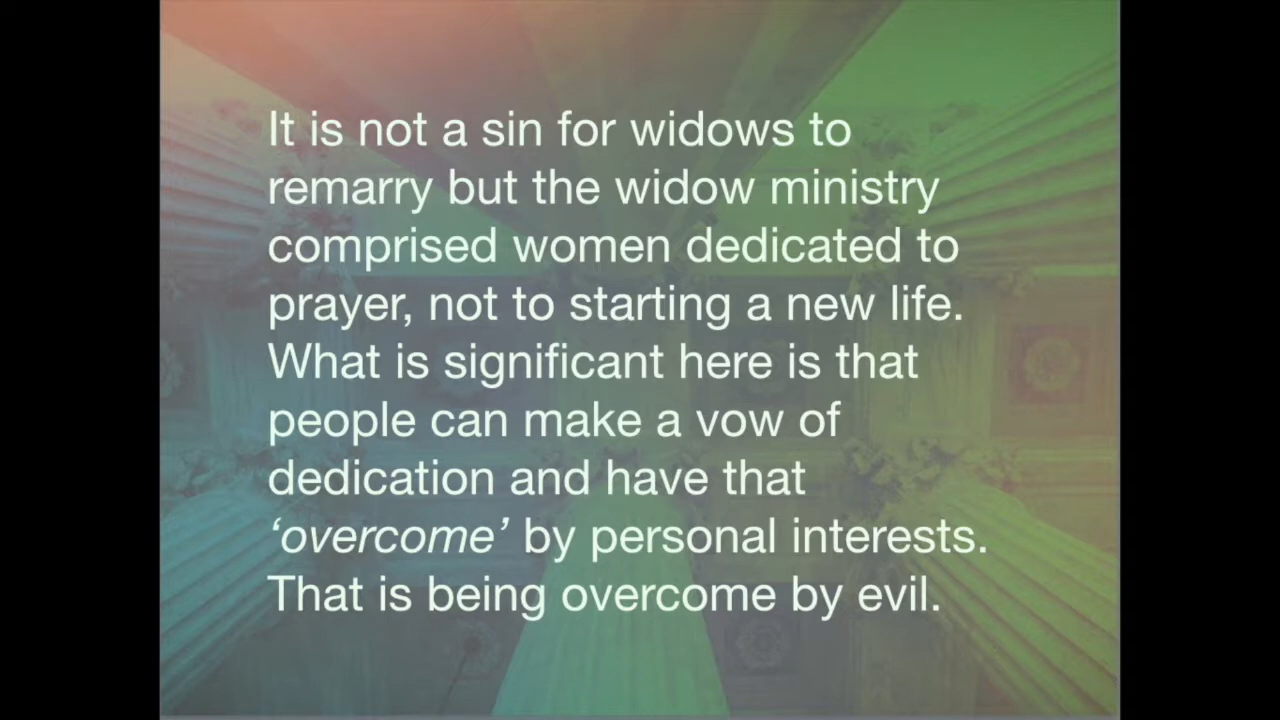 It is not a sin for widows to
remarry but the widow ministry
comprised women dedicated to
prayer, not to starting a new life.
What is significant here is that
people can make a vow of
dedication and have that
‘overcome’ by personal interests.
That is being overcome by evil.